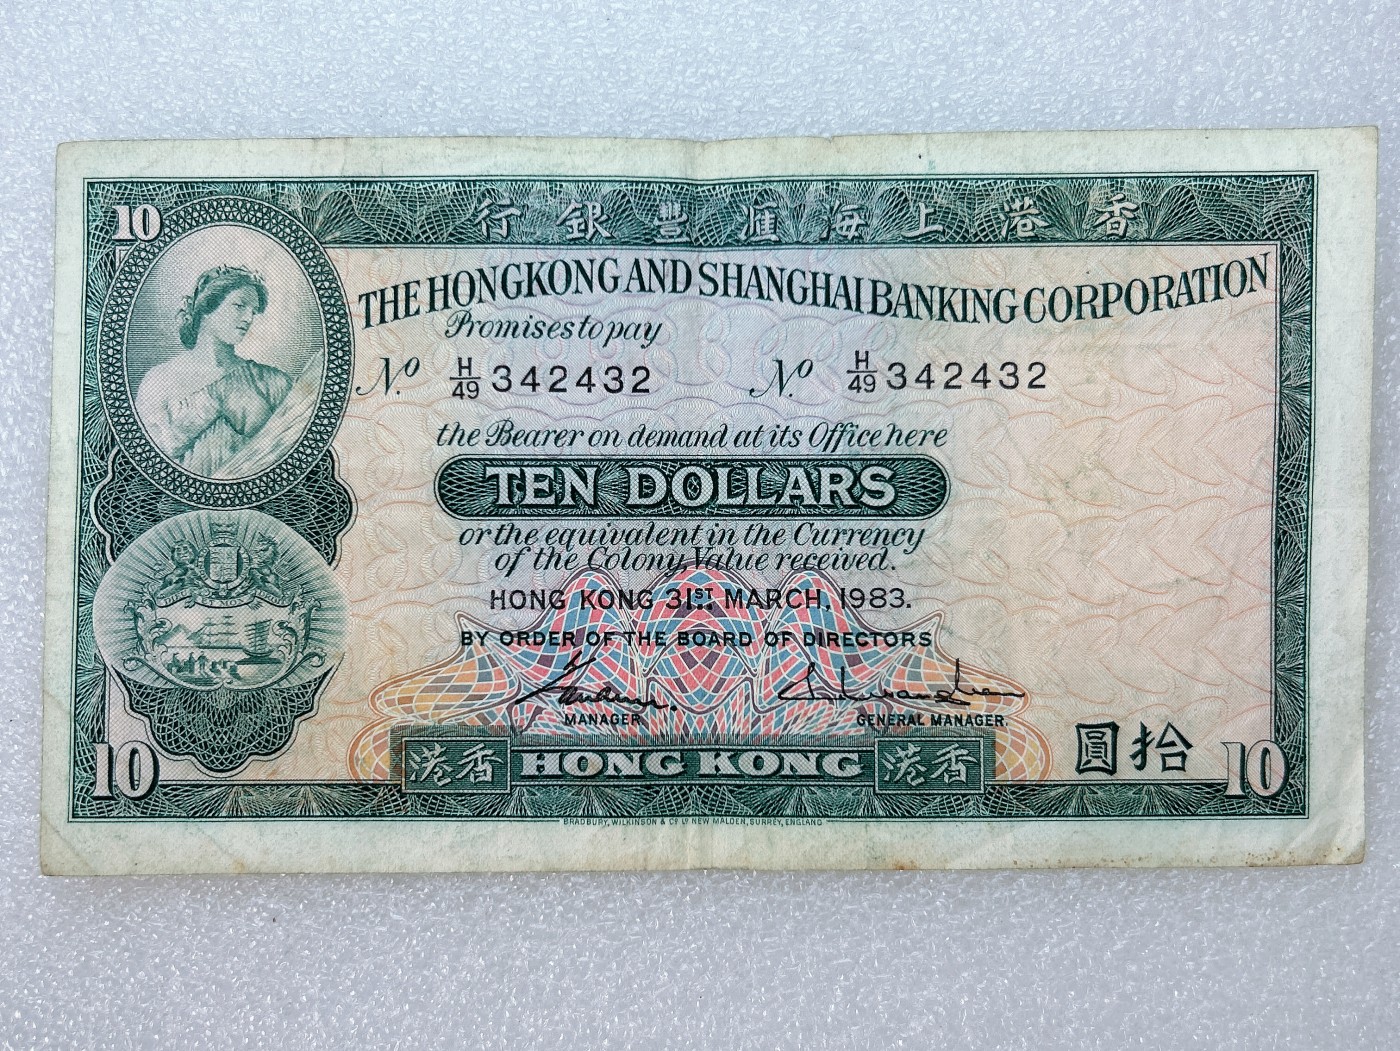 10
行銀豐滙海上港香
THE HONGKONG AND SHANGHAI BANKING CORPORATION
Promises to pay
No. H/49 342432 No. H/49 342432
the Bearer on demand at its Office here
TEN DOLLARS
or the equivalent in the Currency
of the Colony, Value received.
HONG KONG 31ST MARCH, 1983.
BY ORDER OF THE BOARD OF DIRECTORS
MANAGER GENERAL MANAGER.
圓拾
10 港香 HONG KONG 港香 10
BRADBURY, WILKINSON & Co. Ld. NEW MALDEN, SURREY, ENGLAND